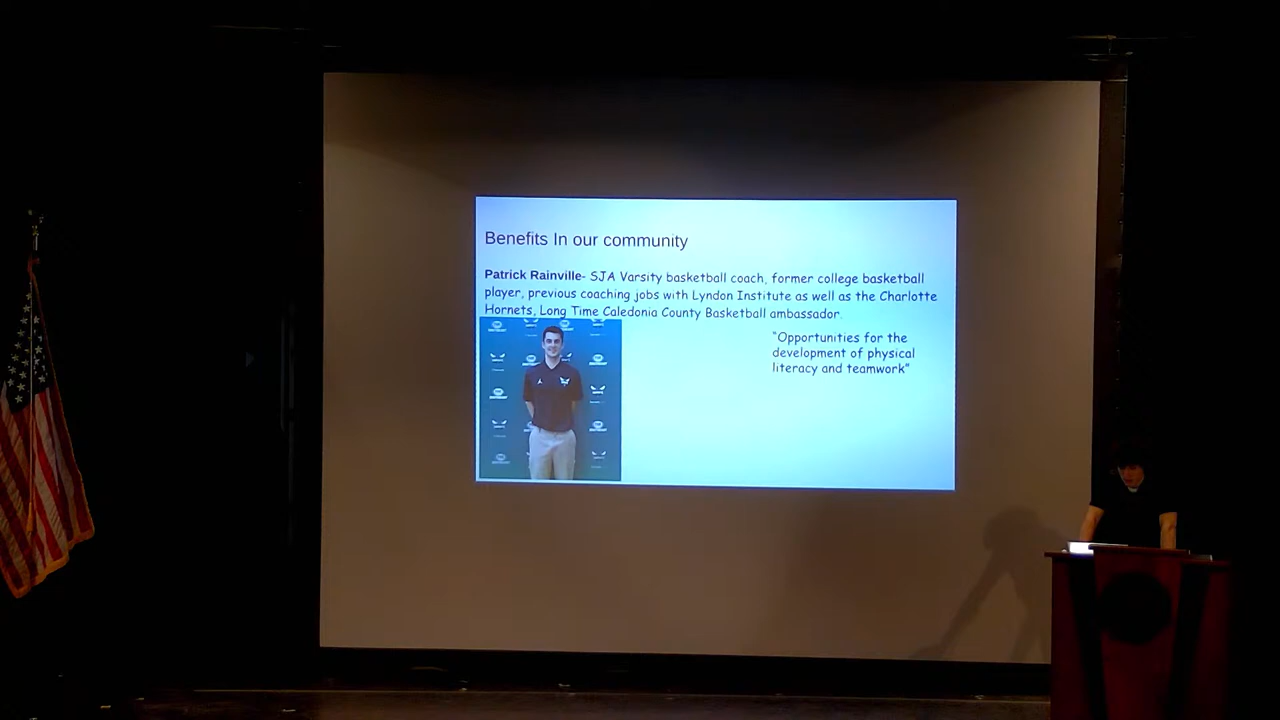 Benefits In our community
Patrick Rainville- SJA Varsity basketball coach, former college basketball
player, previous coaching jobs with Lyndon Institute as well as the Charlotte
Hornets, Long Time Caledonia County Basketball ambassador.
“Opportunities for the
development of physical
literacy and teamwork”